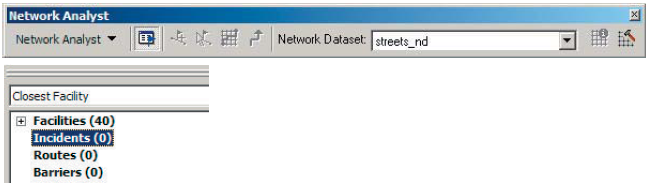 Network Analyst
Network Analyst Network Dataset: streets_nd
Closest Facility
Facilities (40)
Incidents (0)
Routes (0)
Barriers (0)